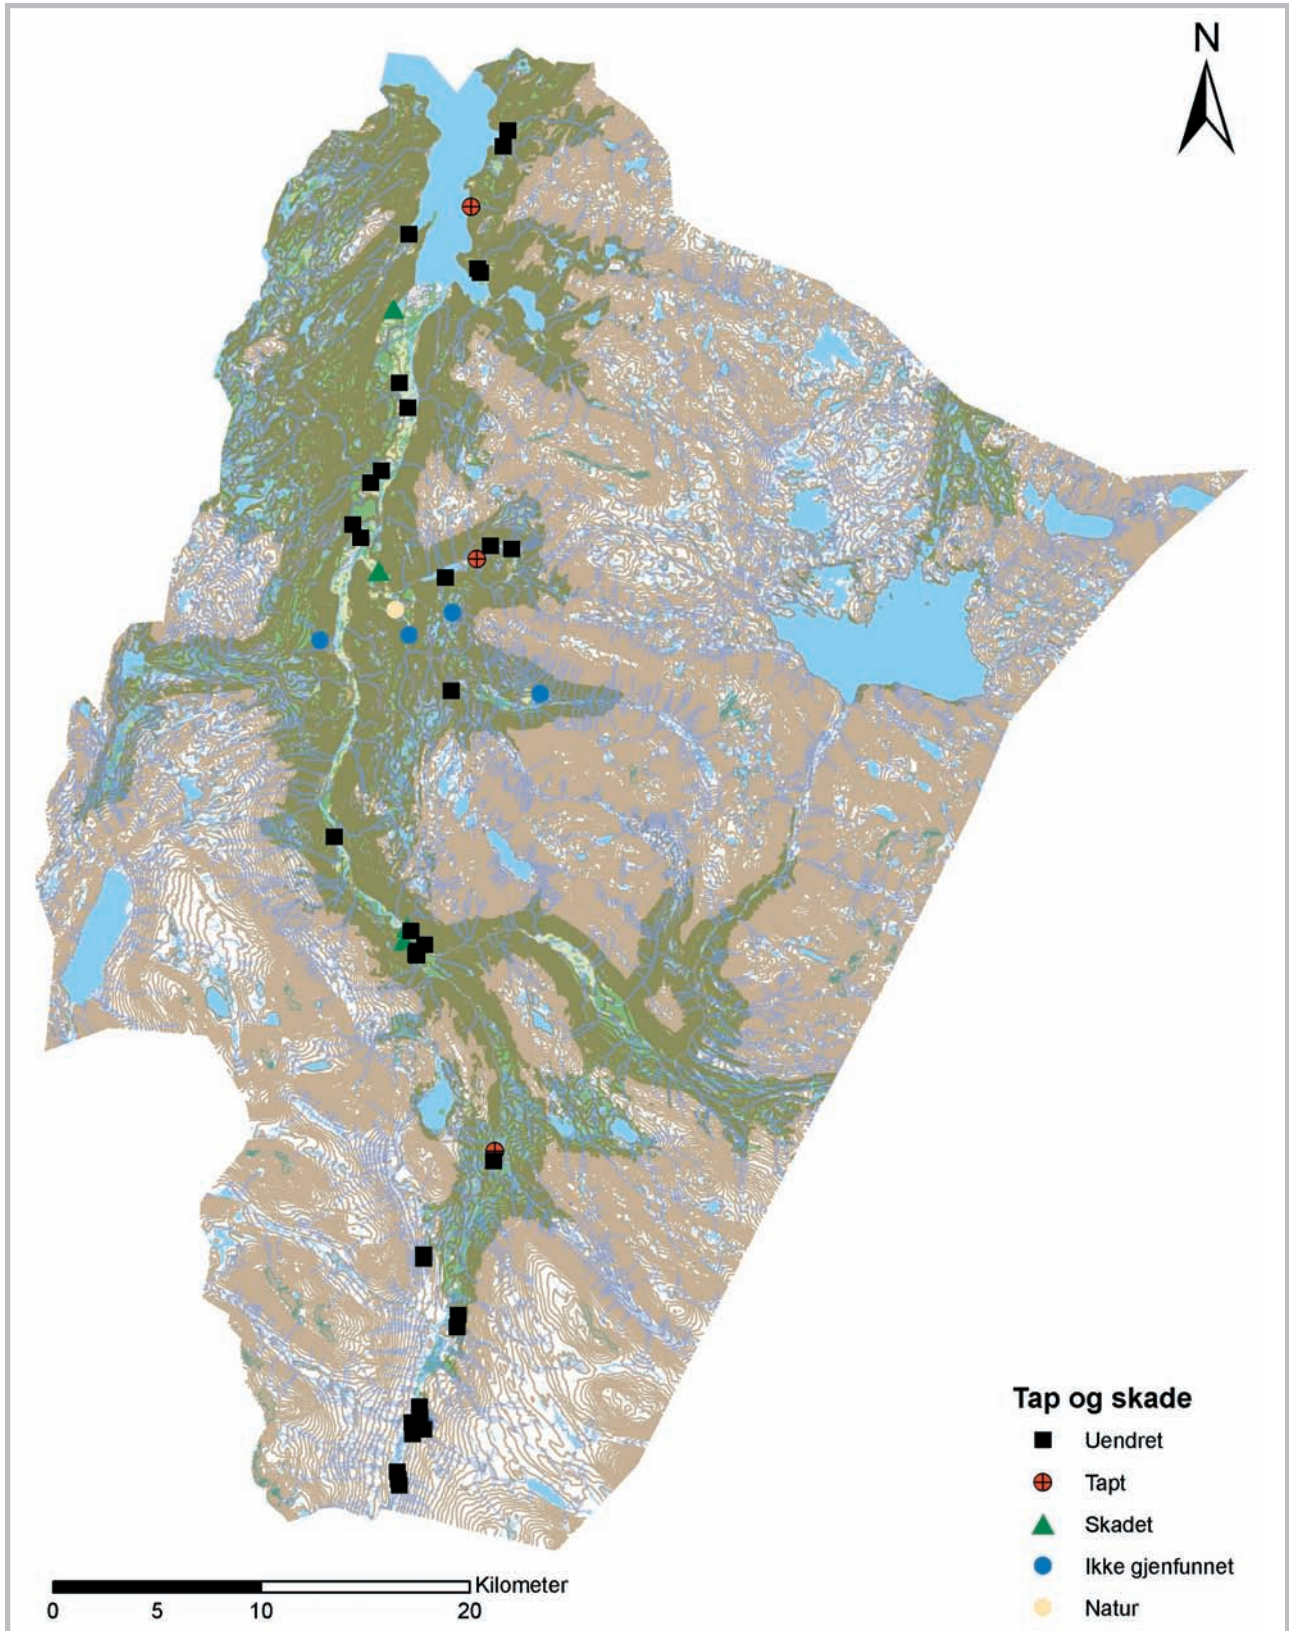 N
Tap og skade
Uendret
Tapt
Skadet
Ikke gjenfunnet
Natur
Kilometer
0 5 10 20